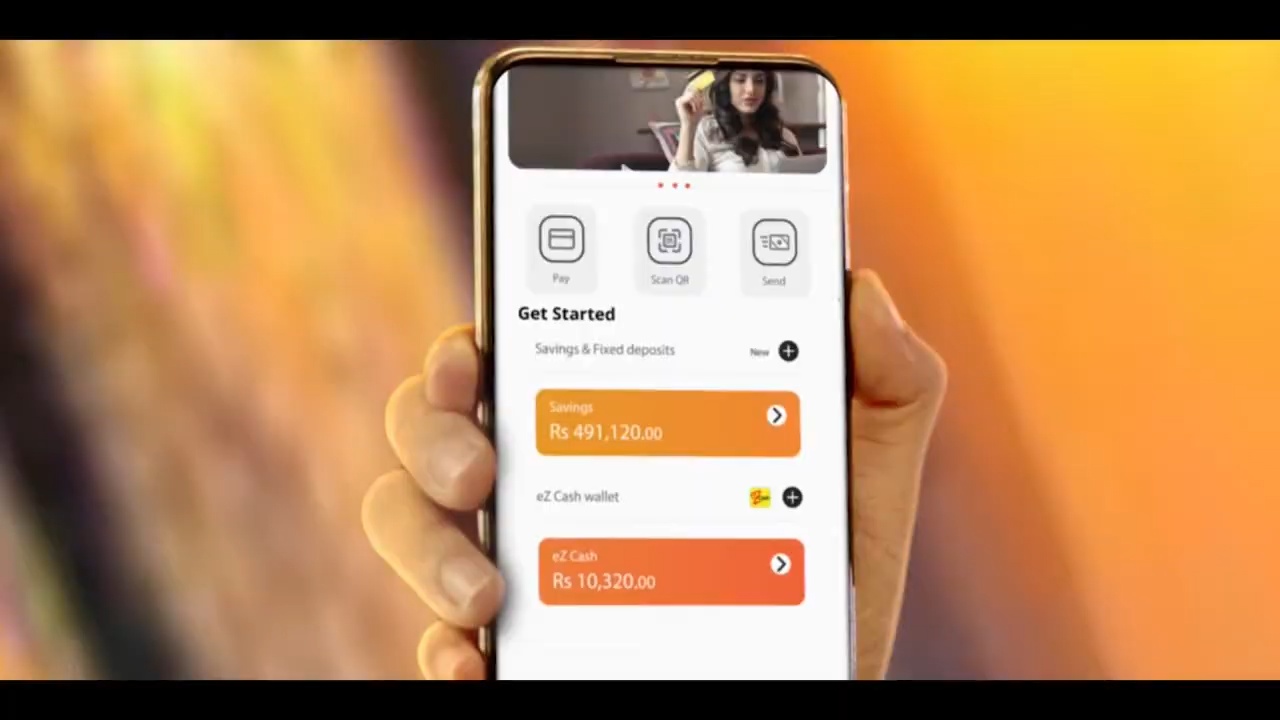 Pay
Scan QR
Send
Get Started
Savings & Fixed deposits
New
Savings
Rs 491,120.00
eZ Cash wallet
eZ Cash
Rs 10,320.00